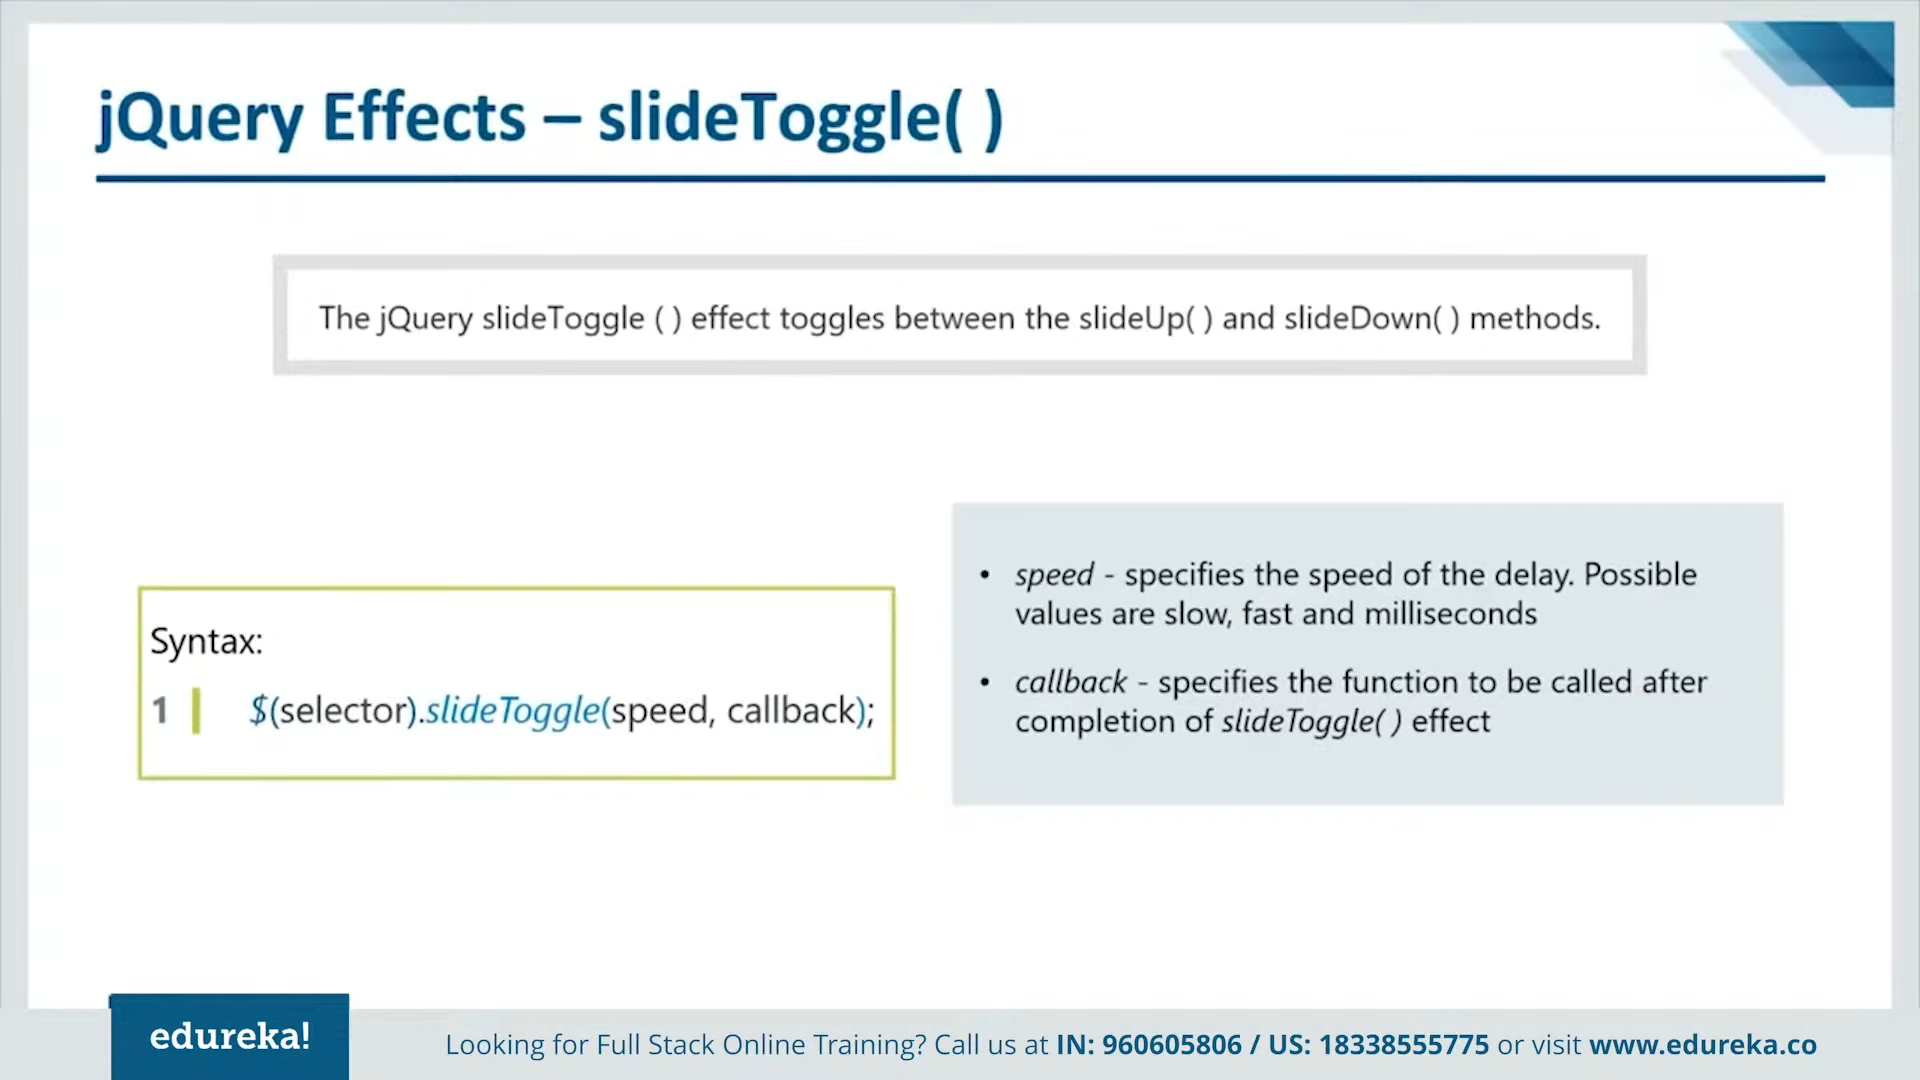 jQuery Effects – slideToggle( )
The jQuery slideToggle ( ) effect toggles between the slideUp( ) and slideDown( ) methods.
Syntax:
1 $(selector).slideToggle(speed, callback);
• speed - specifies the speed of the delay. Possible
values are slow, fast and milliseconds
• callback - specifies the function to be called after
completion of slideToggle( ) effect
edureka!
Looking for Full Stack Online Training? Call us at IN: 960605806 / US: 18338555775 or visit www.edureka.co